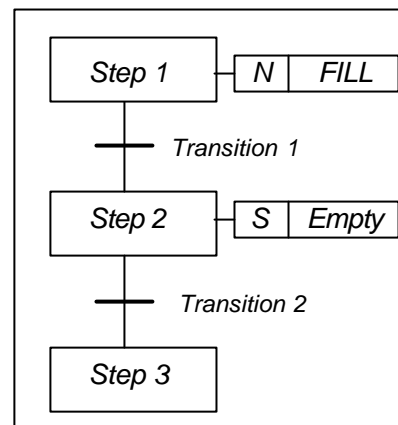 Step 1 N FILL
Transition 1
Step 2 S Empty
Transition 2
Step 3